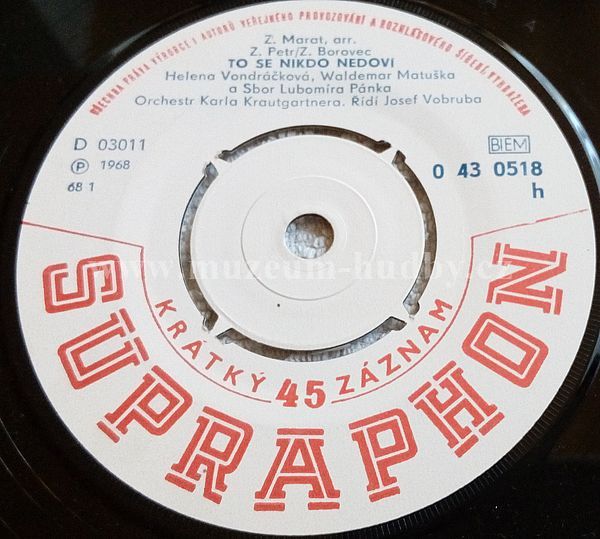 VŠECHNA PRÁVA VÝROBCE I AUTORŮ VEŘEJNÉHO PROVOZOVÁNÍ A ROZHLASOVÉHO ŠÍŘENÍ VYHRAŽENA
Z. Marat, arr.
Z. Petr/Z. Borovec
TO SE NIKDO NEDOVÍ
Helena Vondráčková, Waldemar Matuška
a Sbor Lubomíra Pánka
Orchestr Karla Krautgartnera. Řídí Josef Vobruba
D 03011
Ⓟ 1968
68 1
BIEM
0 43 0518
h
www.muzeum-hudby.cz
KRÁTKÝ 45 ZÁZNAM
SUPRAPHON